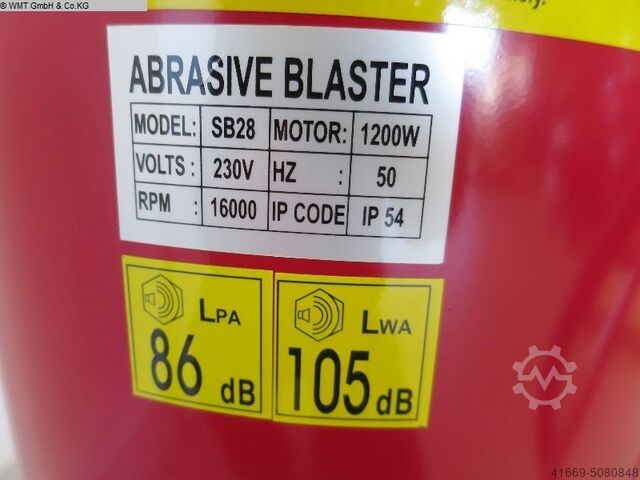 © WMT GmbH & Co.KG
ABRASIVE BLASTER
MODEL: SB28 MOTOR: 1200W
VOLTS : 230V HZ : 50
RPM : 16000 IP CODE IP 54
LPA
86 dB
LWA
105 dB
41669-5080848